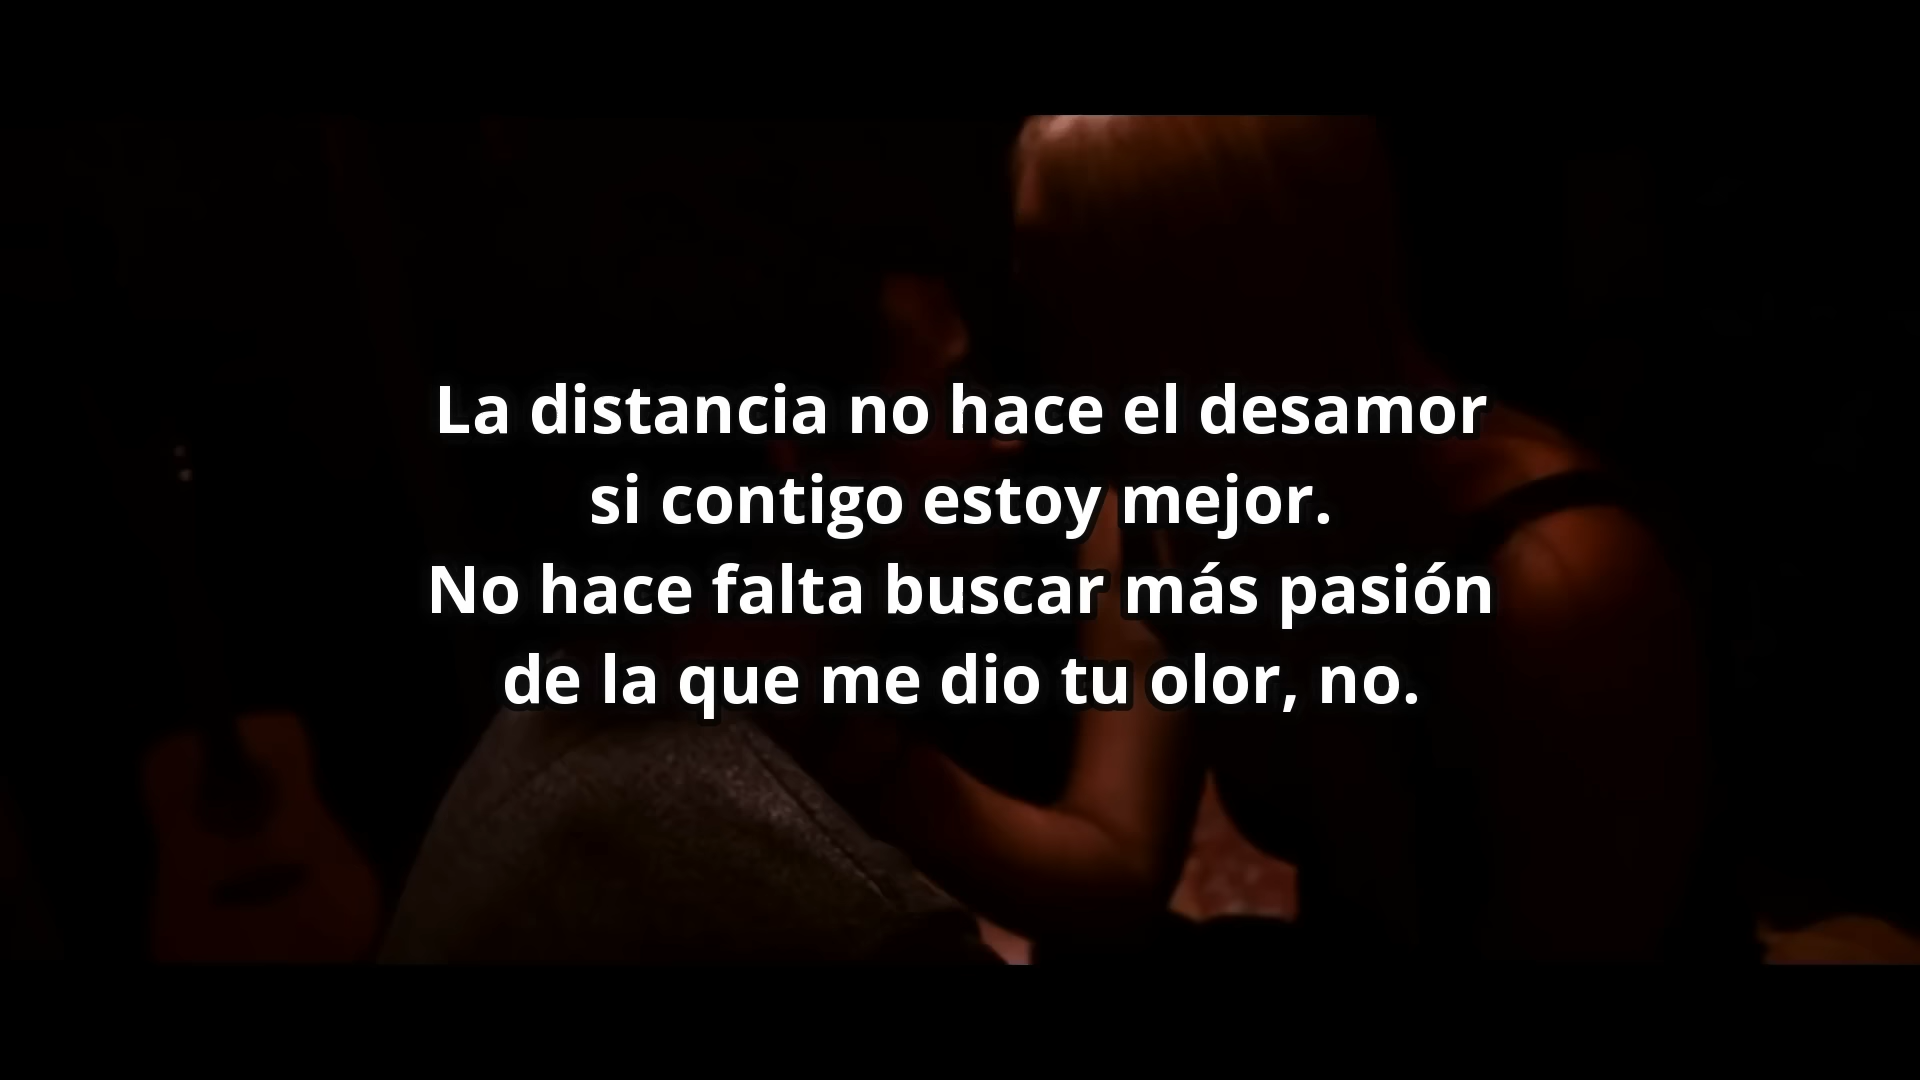 La distancia no hace el desamor
si contigo estoy mejor.
No hace falta buscar más pasión
de la que me dio tu olor, no.